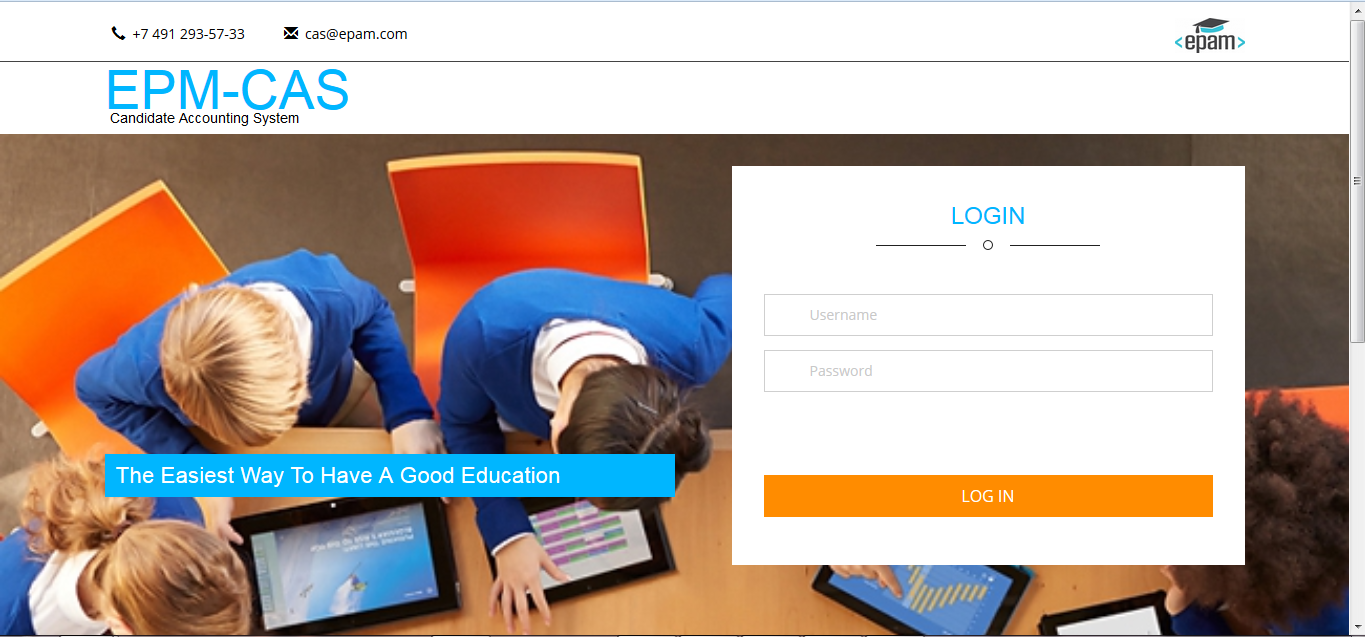 +7 491 293-57-33
cas@epam.com
<epam>
EPM-CAS
Candidate Accounting System
LOGIN
Username
Password
The Easiest Way To Have A Good Education
LOG IN